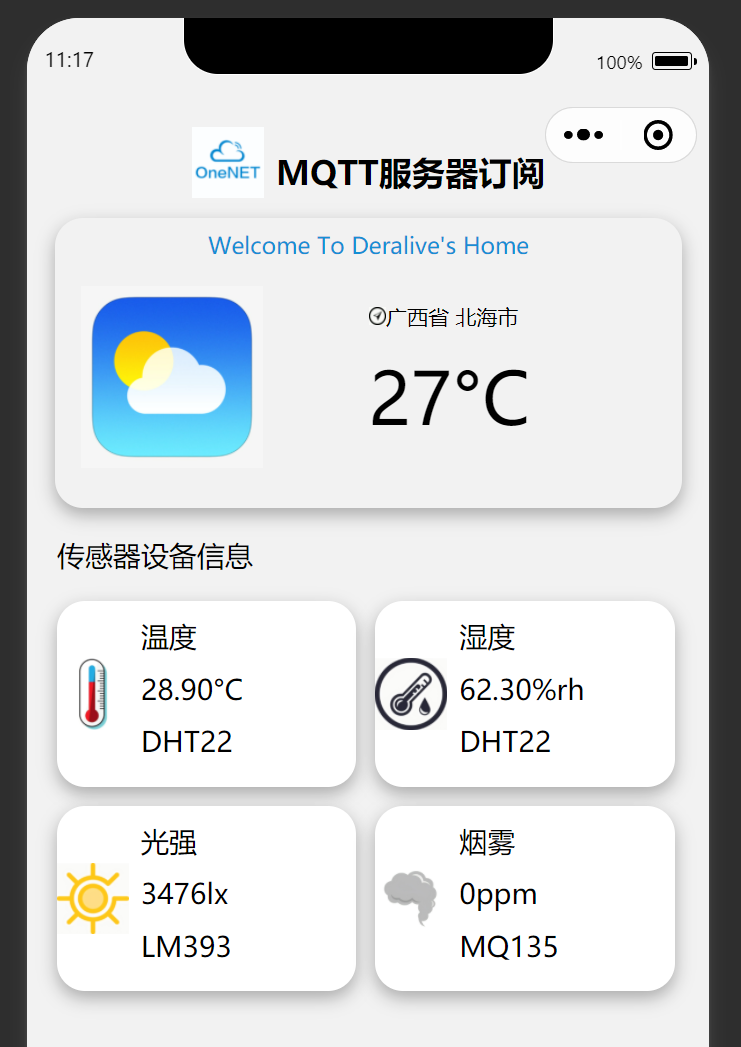 11:17
100%
OneNET
MQTT服务器订阅
Welcome To Deralive's Home
广西省 北海市
27°C
传感器设备信息
温度
28.90°C
DHT22
湿度
62.30%rh
DHT22
光强
3476lx
LM393
烟雾
0ppm
MQ135